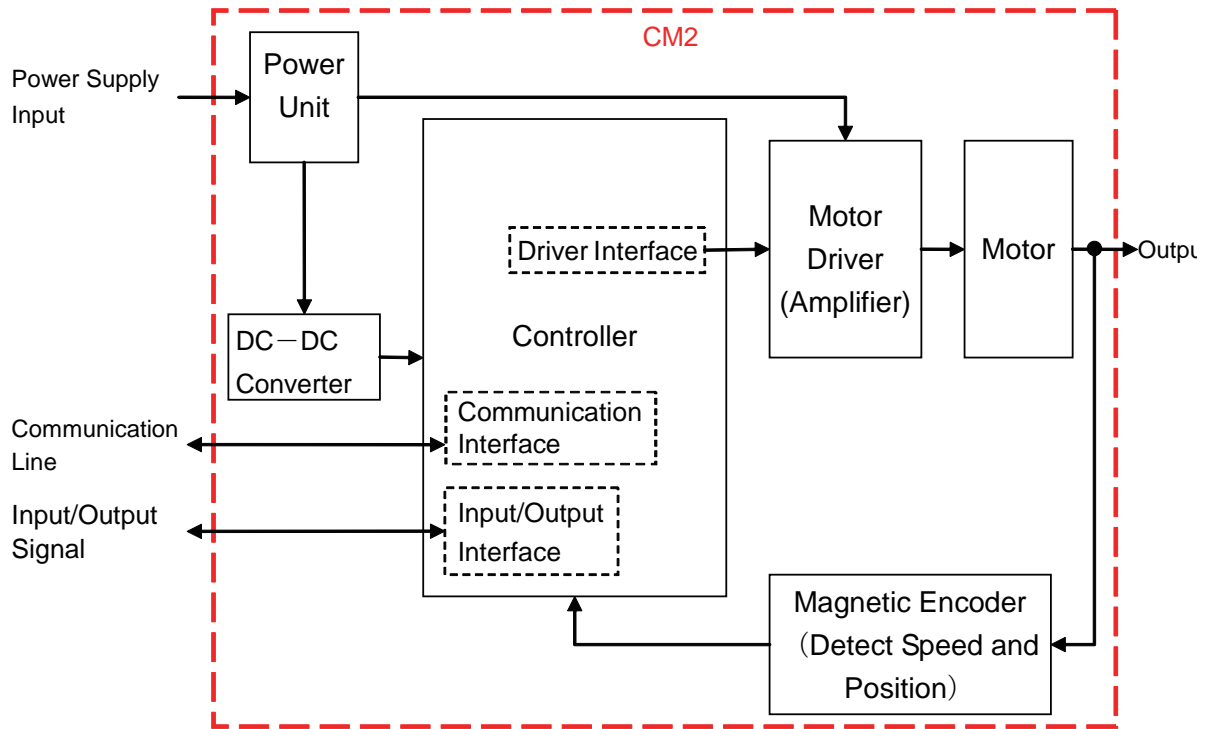 CM2
Power Supply
Input
Power
Unit
Driver Interface
Motor
Driver
(Amplifier)
Motor
Outpu
Controller
DC－DC
Converter
Communication
Line
Communication
Interface
Input/Output
Signal
Input/Output
Interface
Magnetic Encoder
（Detect Speed and
Position）